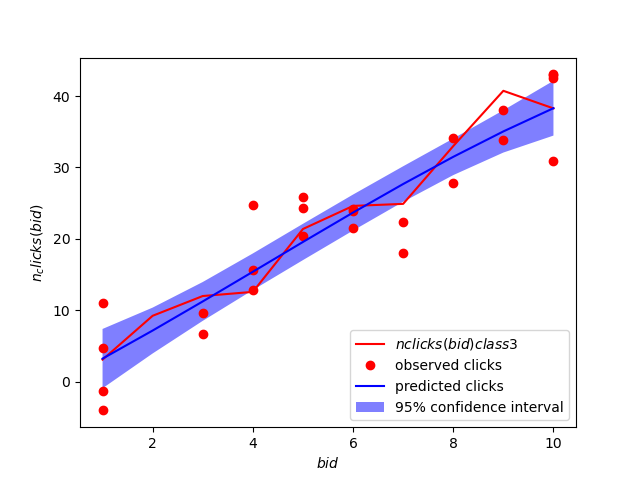 40
30
20
10
0
n_clicks(bid)
nclicks(bid)class3
observed clicks
predicted clicks
95% confidence interval
2 4 6 8 10
bid